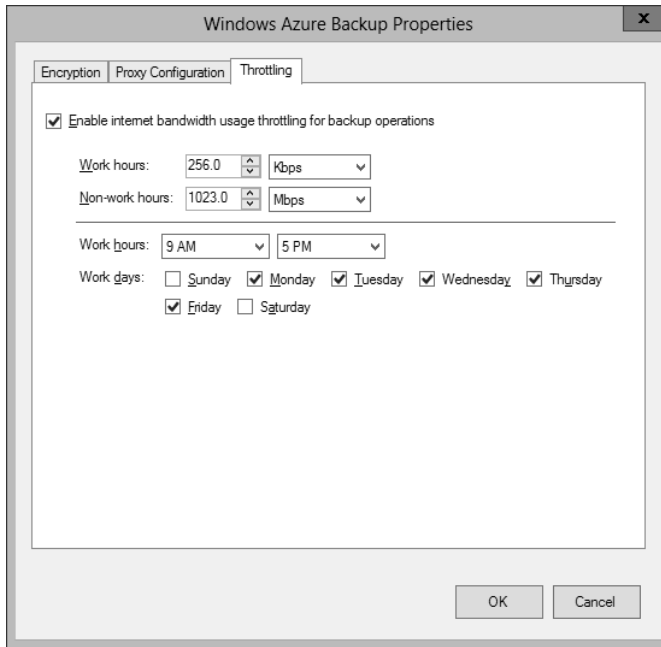 Windows Azure Backup Properties
x
Encryption Proxy Configuration Throttling
Enable internet bandwidth usage throttling for backup operations
Work hours: 256.0 Kbps
Non-work hours: 1023.0 Mbps
Work hours: 9 AM 5 PM
Work days: Sunday Monday Tuesday Wednesday Thursday
Friday Saturday
OK Cancel